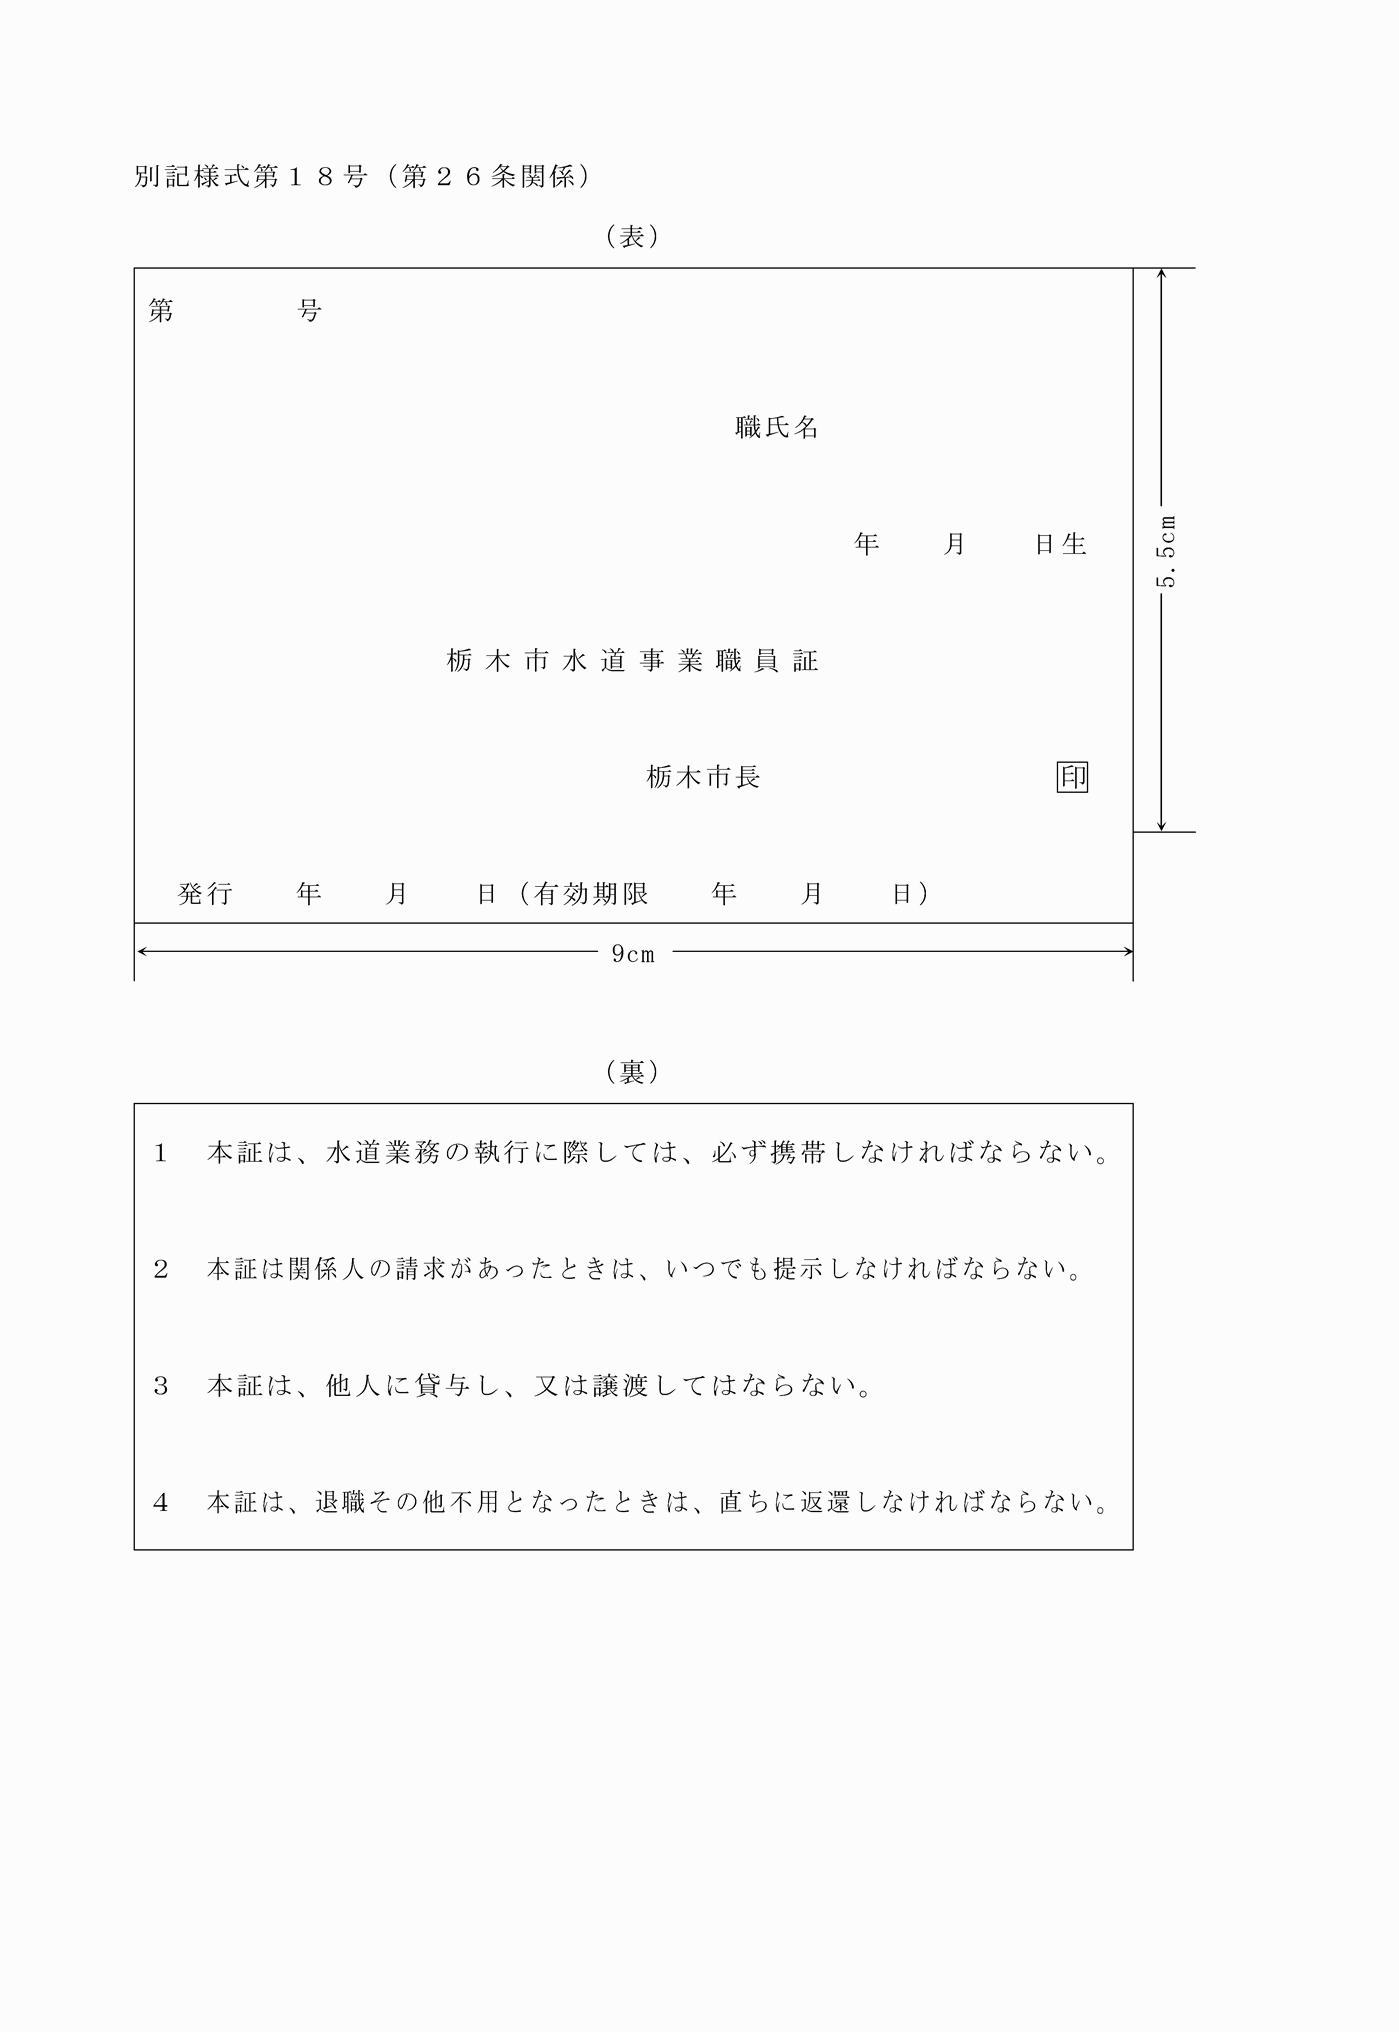 別記様式第１８号（第２６条関係）
（表）
第　　　　号
職氏名
年　　月　　日生
5.5cm
栃木市水道事業職員証
栃木市長　　　　　　　　　　印
発行　　年　　月　　日（有効期限　　年　　月　　日）
9cm
（裏）
１　本証は、水道業務の執行に際しては、必ず携帯しなければならない。
２　本証は関係人の請求があったときは、いつでも提示しなければならない。
３　本証は、他人に貸与し、又は譲渡してはならない。
４　本証は、退職その他不用となったときは、直ちに返還しなければならない。